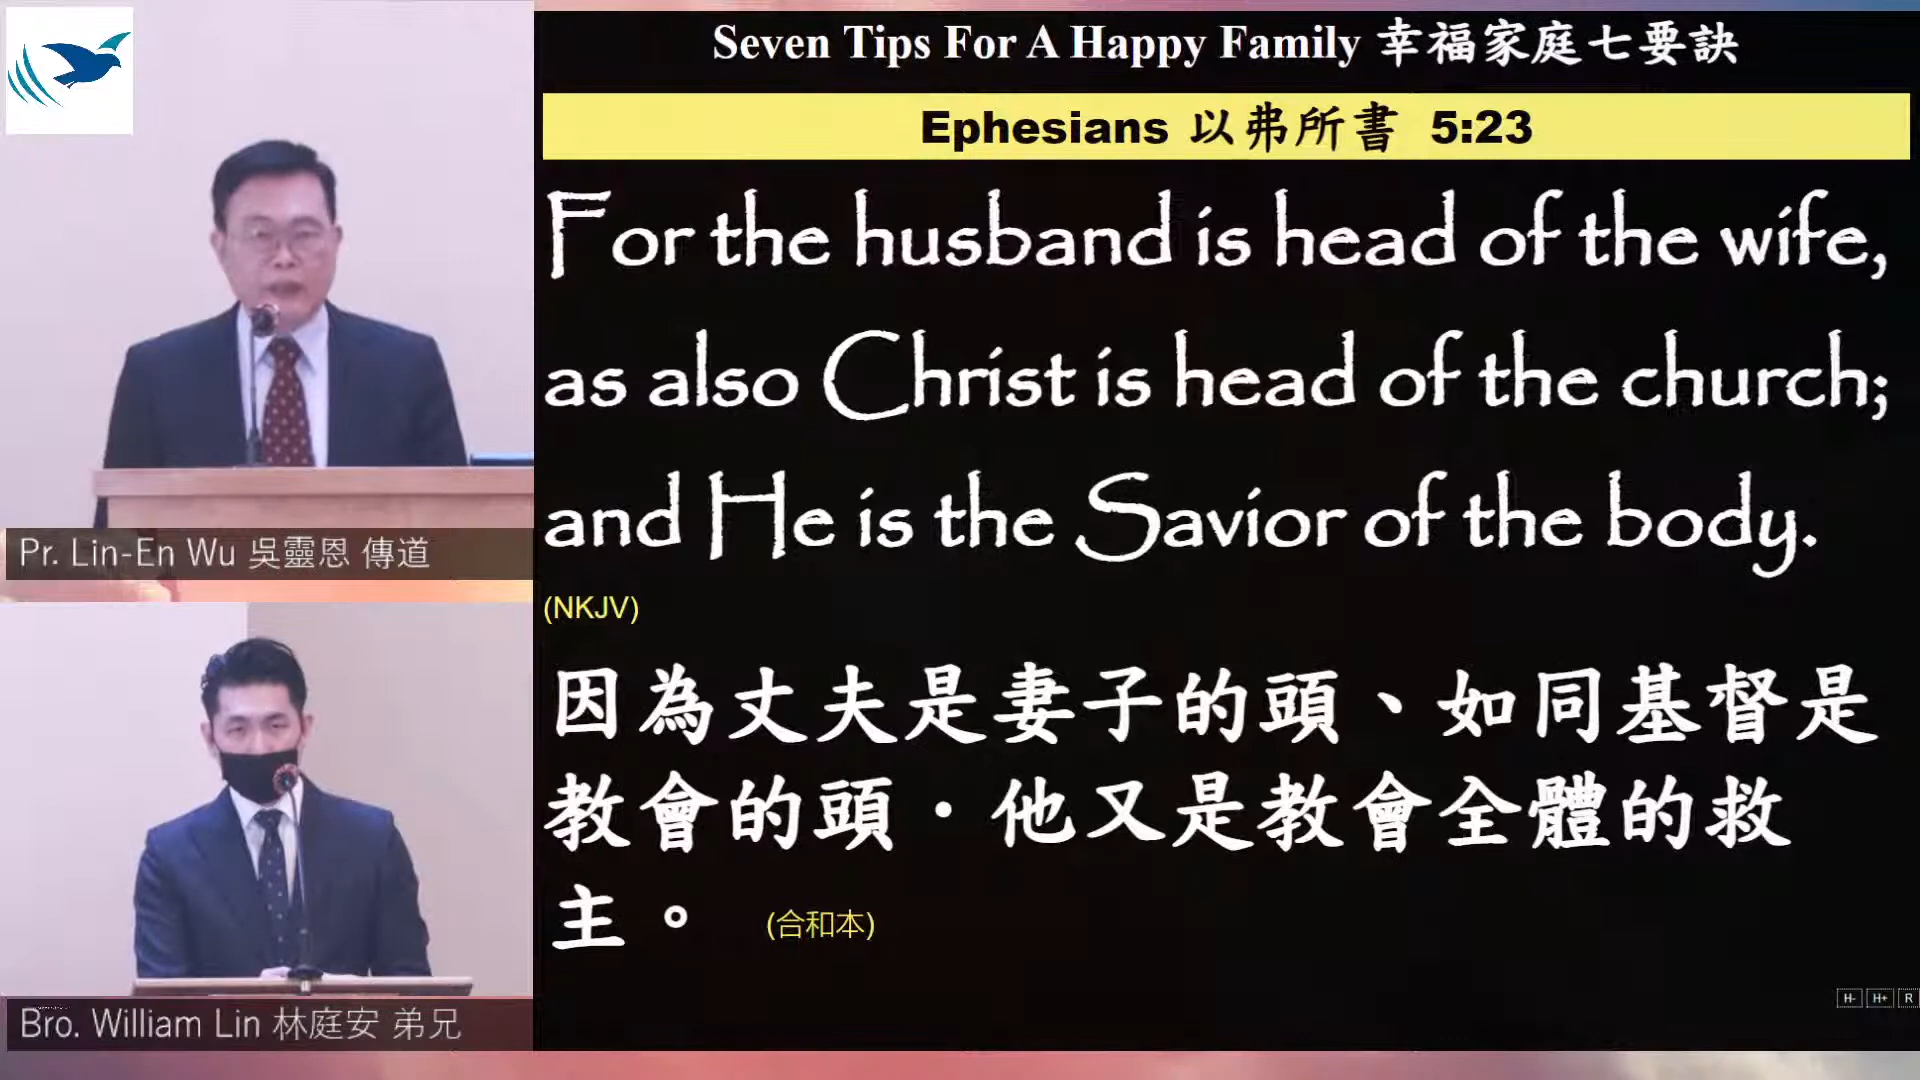 Seven Tips For A Happy Family 幸福家庭七要訣
Ephesians 以弗所書 5:23
For the husband is head of the wife,
as also Christ is head of the church;
and He is the Savior of the body.
(NKJV)
因為丈夫是妻子的頭、如同基督是
教會的頭．他又是教會全體的救
主。 (合和本)
Pr. Lin-En Wu 吳靈恩 傳道
Bro. William Lin 林庭安 弟兄
H- H+ R